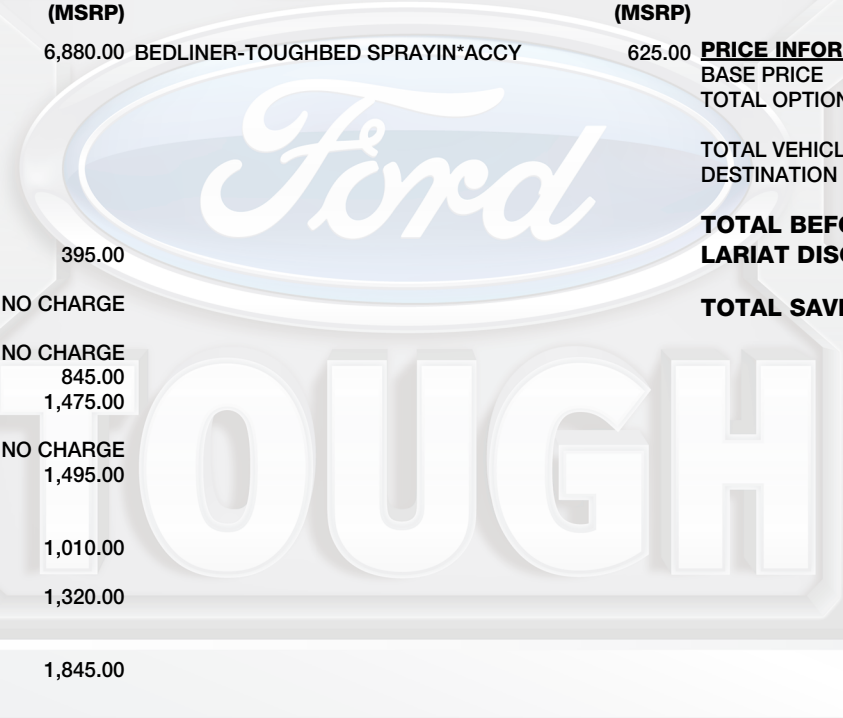 (MSRP) (MSRP)
6,880.00 BEDLINER-TOUGHBED SPRAYIN*ACCY 625.00 PRICE INFOR
BASE PRICE
TOTAL OPTION
TOTAL VEHICL
DESTINATION
TOTAL BEFO
395.00 LARIAT DISC
NO CHARGE TOTAL SAVI
NO CHARGE
845.00
1,475.00
NO CHARGE
1,495.00
1,010.00
1,320.00
1,845.00
Ford
TOUGH